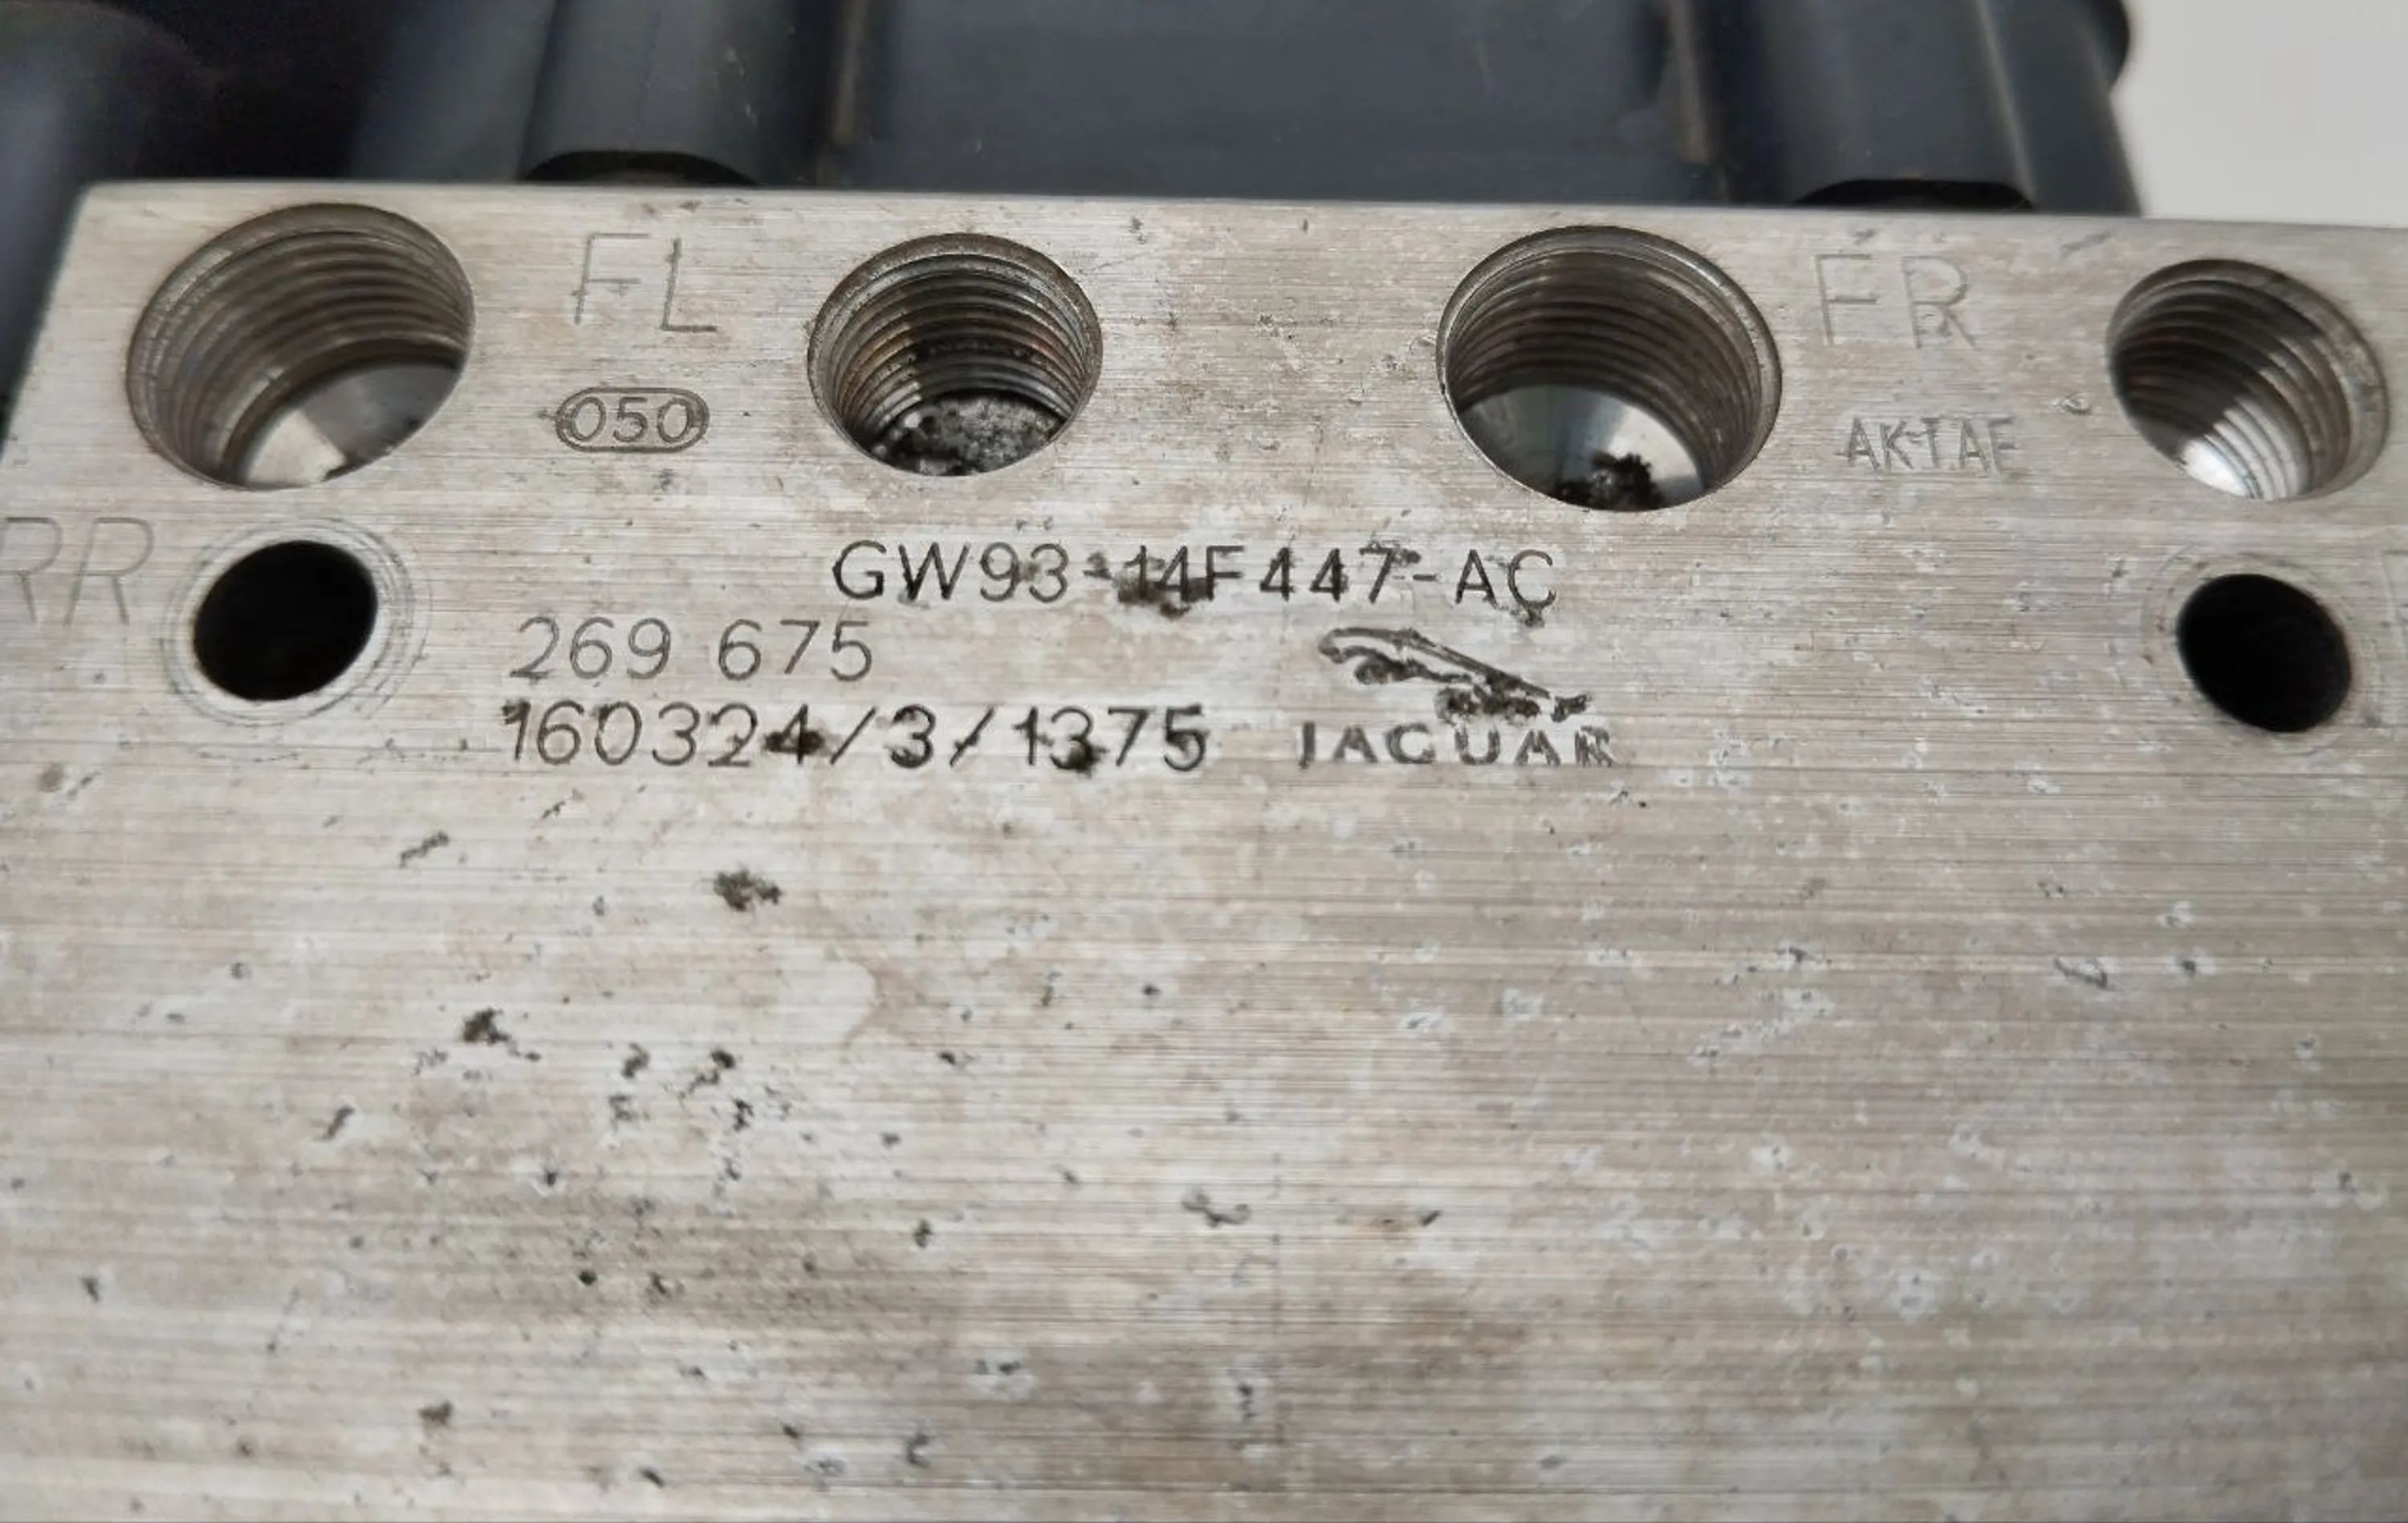 FL
FR
050
AKTAE
RR
GW93-14F447-AC
269 675
160324/3/1375
JAGUAR